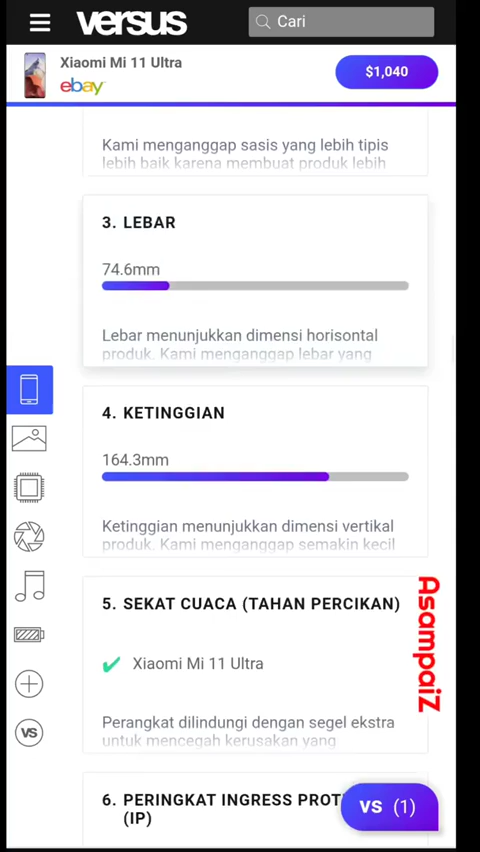 versus
Cari
Xiaomi Mi 11 Ultra
ebay
$1,040
Kami menganggap sasis yang lebih tipis
lebih baik karena membuat produk lebih
3. LEBAR
74.6mm
Lebar menunjukkan dimensi horisontal
produk. Kami menganggap lebar yang
4. KETINGGIAN
164.3mm
Ketinggian menunjukkan dimensi vertikal
produk. Kami menganggap semakin kecil
5. SEKAT CUACA (TAHAN PERCIKAN)
Xiaomi Mi 11 Ultra
AsampaiZ
Perangkat dilindungi dengan segel ekstra
untuk mencegah kerusakan yang
VS
6. PERINGKAT INGRESS
(IP)
VS (1)